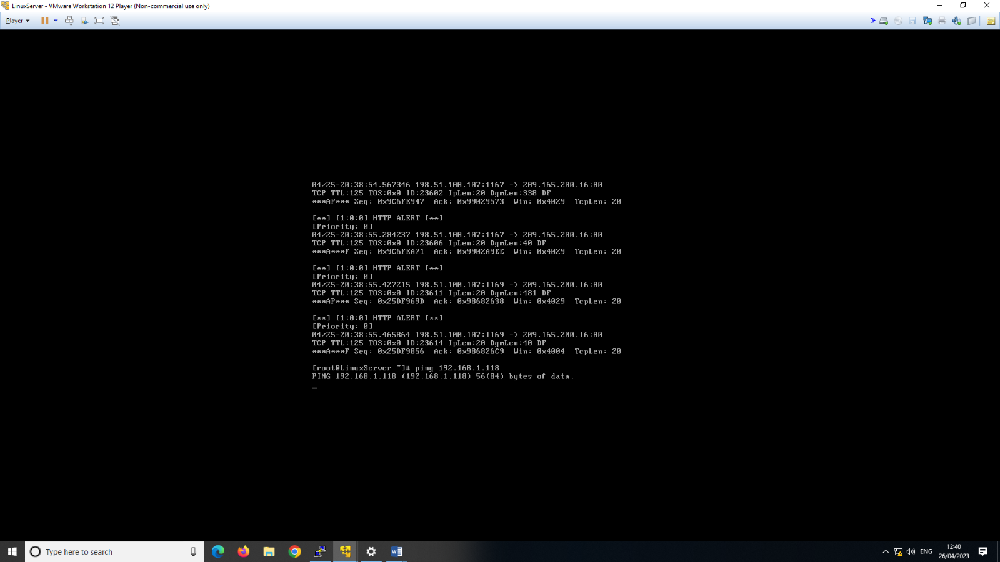 LinuxServer - VMware Workstation 12 Player (Non-commercial use only)
Player
04/25-20:38:54.567346 198.51.100.107:1167 -> 209.165.200.16:80
TCP TTL:125 TOS:0x0 ID:23602 IpLen:20 DgmLen:338 DF
***AP*** Seq: 0x9C6FE947  Ack: 0x99029573  Win: 0x4029  TcpLen: 20
[**] [1:0:0] HTTP ALERT [**]
[Priority: 0]
04/25-20:38:55.284237 198.51.100.107:1167 -> 209.165.200.16:80
TCP TTL:125 TOS:0x0 ID:23606 IpLen:20 DgmLen:40 DF
***A***F Seq: 0x9C6FEA71  Ack: 0x9902A9EE  Win: 0x4029  TcpLen: 20
[**] [1:0:0] HTTP ALERT [**]
[Priority: 0]
04/25-20:38:55.427215 198.51.100.107:1169 -> 209.165.200.16:80
TCP TTL:125 TOS:0x0 ID:23611 IpLen:20 DgmLen:481 DF
***AP*** Seq: 0x25DF969D  Ack: 0x98682638  Win: 0x4029  TcpLen: 20
[**] [1:0:0] HTTP ALERT [**]
[Priority: 0]
04/25-20:38:55.465864 198.51.100.107:1169 -> 209.165.200.16:80
TCP TTL:125 TOS:0x0 ID:23614 IpLen:20 DgmLen:40 DF
***A***F Seq: 0x25DF9856  Ack: 0x986826C9  Win: 0x4004  TcpLen: 20
[root@LinuxServer ~]# ping 192.168.1.118
PING 192.168.1.118 (192.168.1.118) 56(84) bytes of data.
_
Type here to search
ENG
12:40
26/04/2023